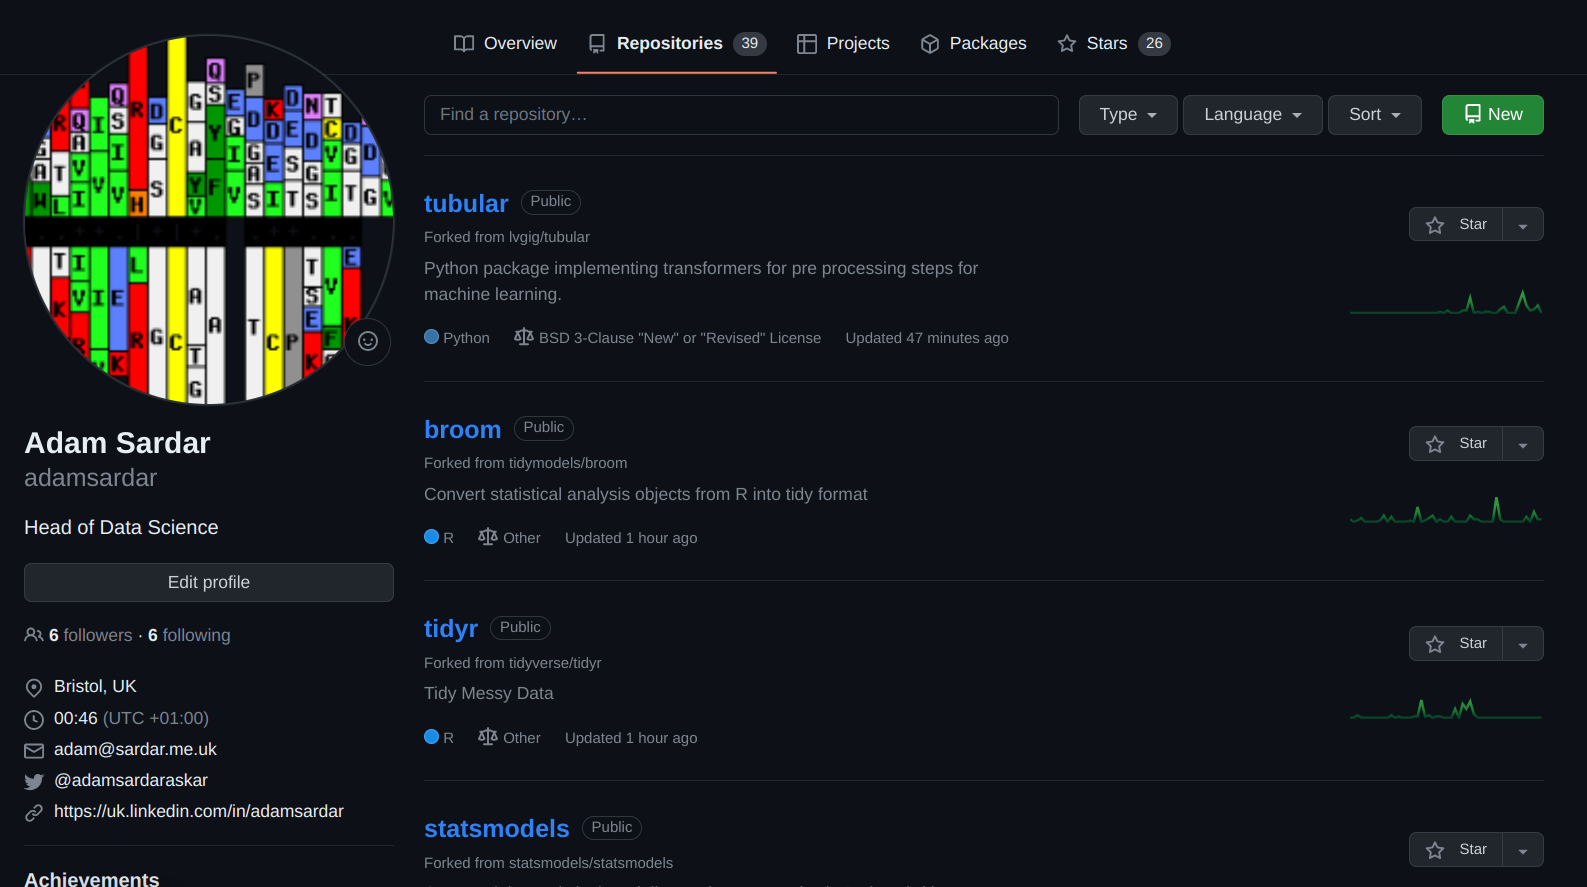 Overview
Repositories 39
Projects
Packages
Stars 26
Find a repository…
Type
Language
Sort
New
Adam Sardar
adamsardar
Head of Data Science
Edit profile
6 followers · 6 following
Bristol, UK
00:46 (UTC +01:00)
adam@sardar.me.uk
@adamsardaraskar
https://uk.linkedin.com/in/adamsardar
Achievements
tubular Public
Star
Forked from lvgig/tubular
Python package implementing transformers for pre processing steps for
machine learning.
Python BSD 3-Clause "New" or "Revised" License Updated 47 minutes ago
broom Public
Star
Forked from tidymodels/broom
Convert statistical analysis objects from R into tidy format
R Other Updated 1 hour ago
tidyr Public
Star
Forked from tidyverse/tidyr
Tidy Messy Data
R Other Updated 1 hour ago
statsmodels Public
Star
Forked from statsmodels/statsmodels